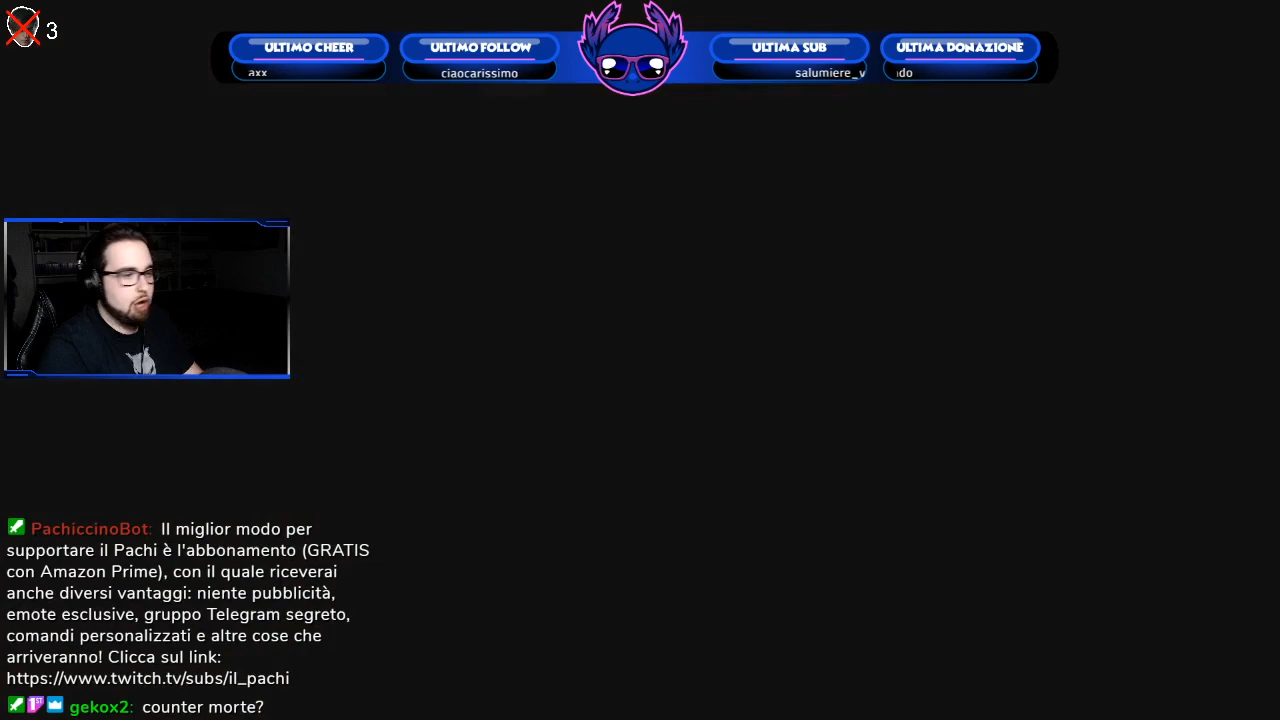 3
ULTIMO CHEER
ULTIMO FOLLOW
ULTIMA SUB
ULTIMA DONAZIONE
axx
ciaocarissimo
salumiere_v
do
PachiccinoBot: Il miglior modo per
supportare il Pachi è l'abbonamento (GRATIS
con Amazon Prime), con il quale riceverai
anche diversi vantaggi: niente pubblicità,
emote esclusive, gruppo Telegram segreto,
comandi personalizzati e altre cose che
arriveranno! Clicca sul link:
https://www.twitch.tv/subs/il_pachi
1ST gekox2: counter morte?